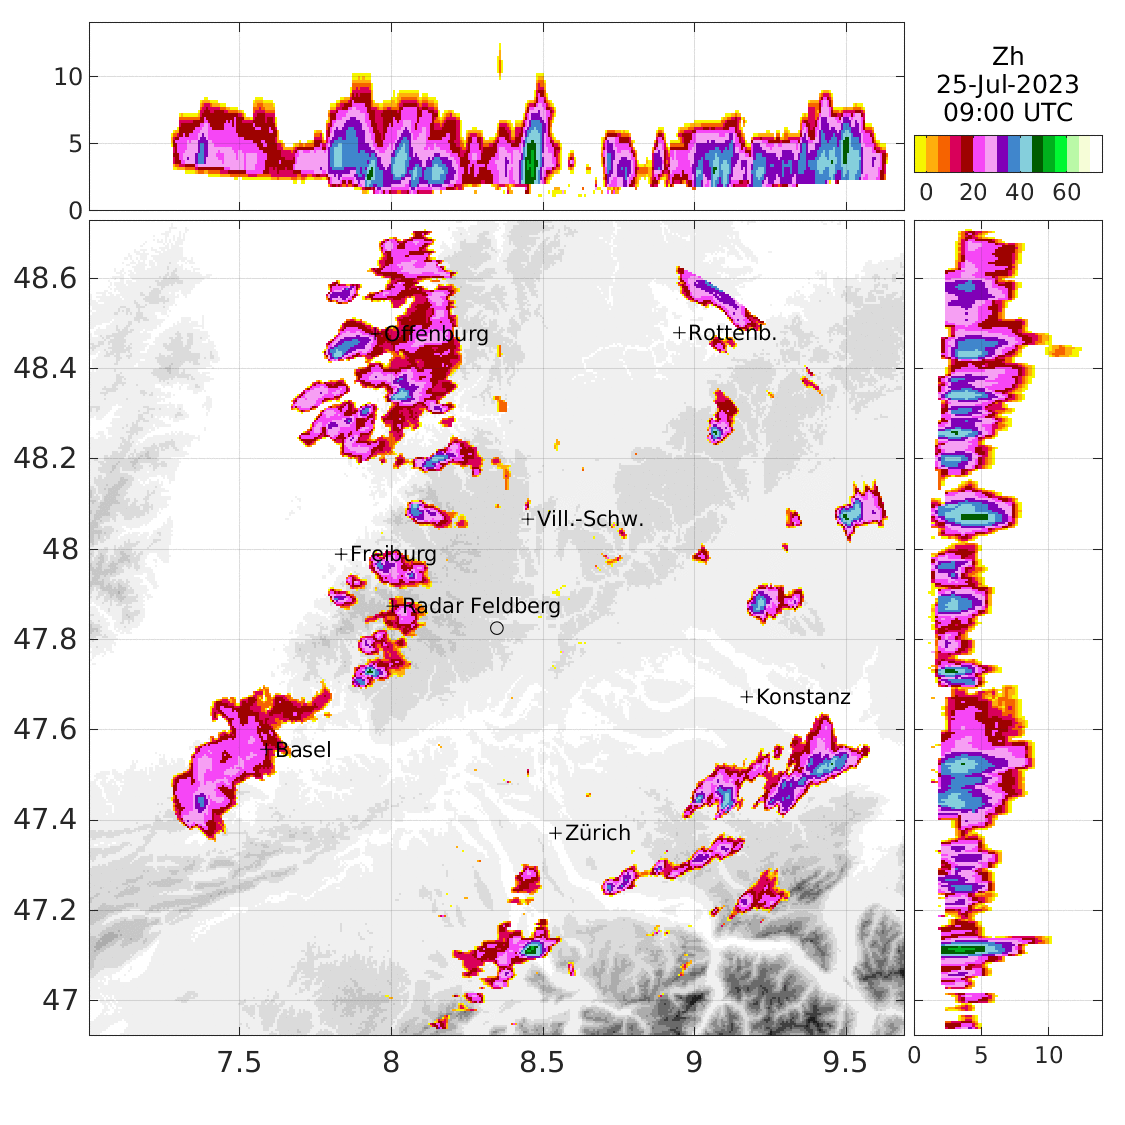 10
5
0
Zh
25-Jul-2023
09:00 UTC
0 20 40 60
48.6
48.4
48.2
48
47.8
47.6
47.4
47.2
47
Offenburg
Rottenb.
Vill.-Schw.
Freiburg
Radar Feldberg
Konstanz
Basel
Zürich
7.5 8 8.5 9 9.5
0 5 10